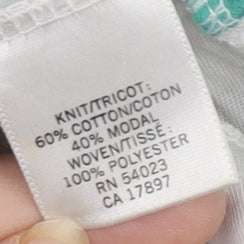 KNIT/TRICOT:
60% COTTON/COTON
40% MODAL
WOVEN/TISSÉ:
100% POLYESTER
RN 54023
CA 17897